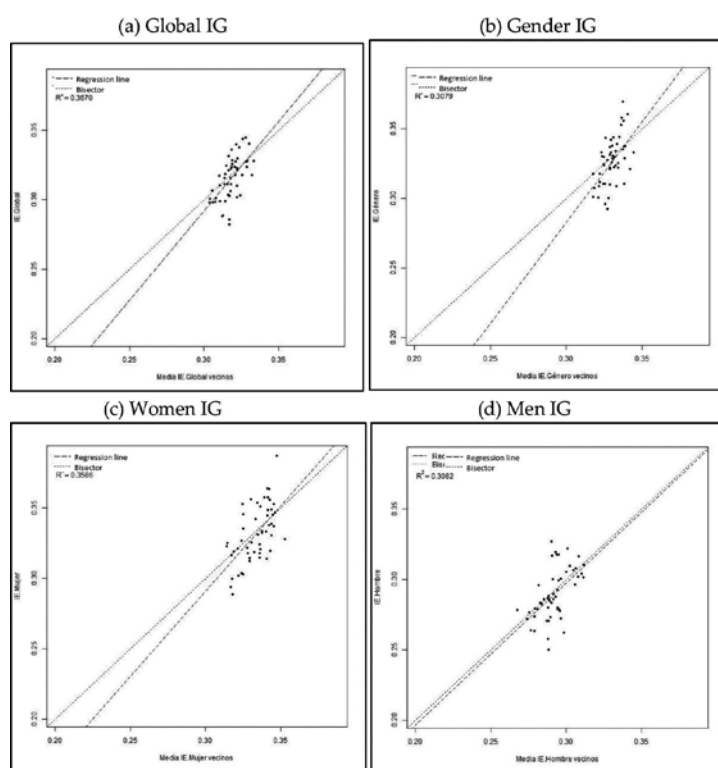 (a) Global IG
Regression line
Bisector
R² = 0.3670
0.35
0.30
0.25
0.20
IE.Global
0.20 0.25 0.30 0.35
Media IE.Global vecinos
(b) Gender IG
Regression line
Bisector
R² = 0.3079
0.35
0.30
0.25
0.20
IE.Género
0.20 0.25 0.30 0.35
Media IE.Género vecinos
(c) Women IG
Regression line
Bisector
R² = 0.3586
0.35
0.30
0.25
0.20
IE.Mujer
0.20 0.25 0.30 0.35
Media IE.Mujer vecinos
(d) Men IG
Regression line
Bisector
R² = 0.3082
0.35
0.30
0.25
0.20
IE.Hombre
0.20 0.25 0.30 0.35
Media IE.Hombre vecinos